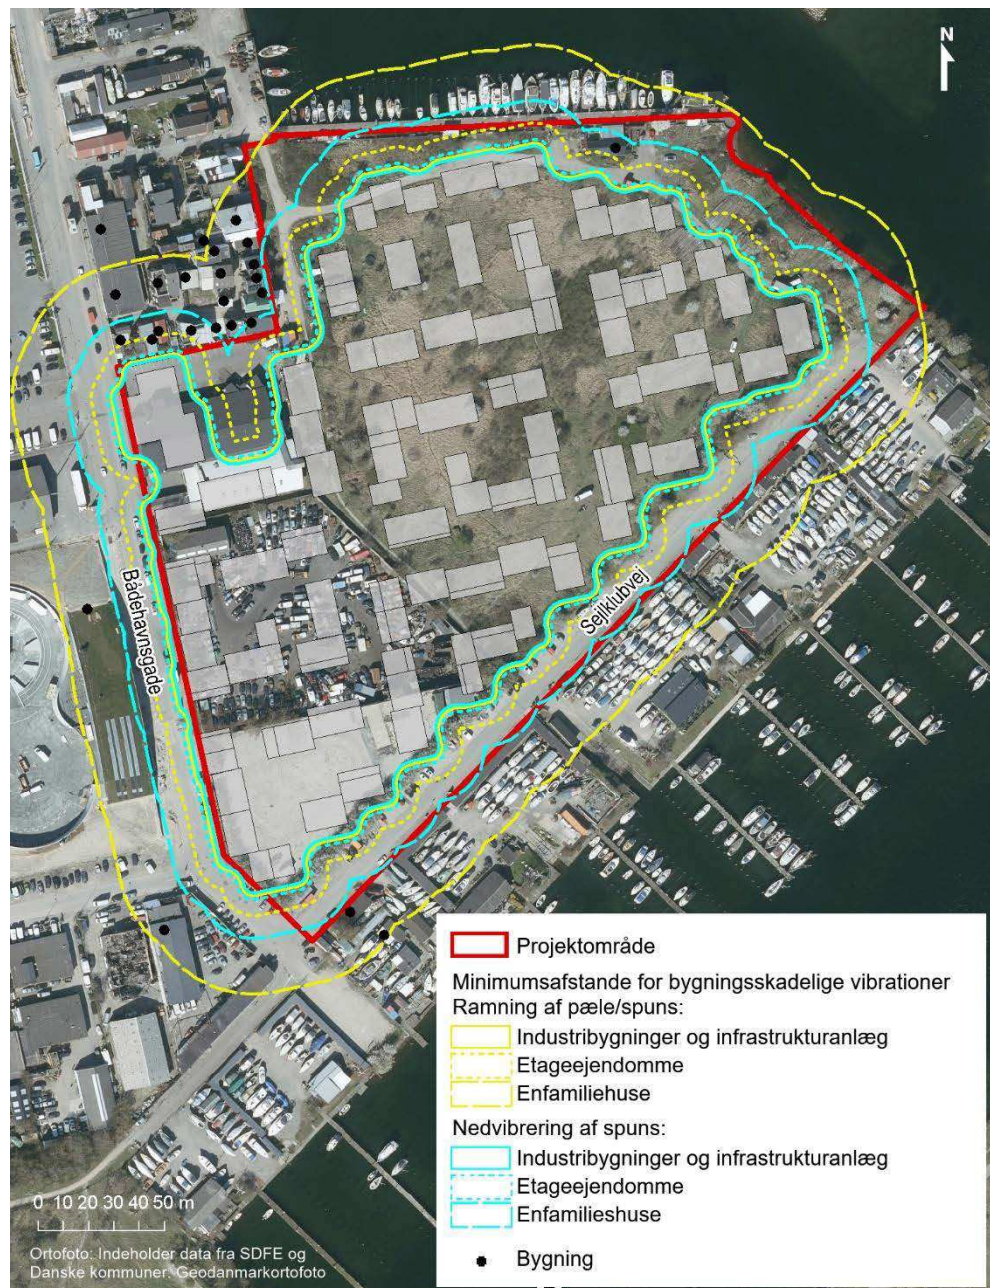 N
Bådehavnsgade
Sejlklubvej
Projektområde
Minimumsafstande for bygningsskadelige vibrationer
Ramning af pæle/spuns:
Industribygninger og infrastrukturanlæg
Etageejendomme
Enfamiliehuse
Nedvibrering af spuns:
Industribygninger og infrastrukturanlæg
Etageejendomme
Enfamilieshuse
Bygning
0 10 20 30 40 50 m
Ortofoto: Indeholder data fra SDFE og
Danske kommuner, Geodanmarkortofoto